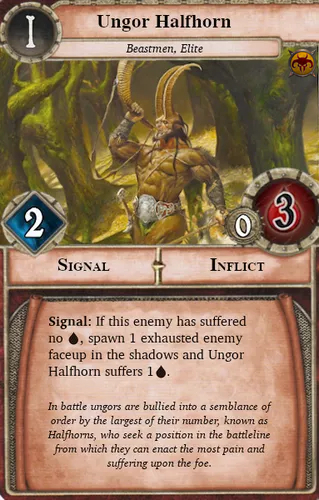 I
Ungor Halfhorn
Beastmen, Elite
2
0
3
SIGNAL
INFLICT
Signal: If this enemy has suffered
no 🌢, spawn 1 exhausted enemy
faceup in the shadows and Ungor
Halfhorn suffers 1🌢.
In battle ungors are bullied into a semblance of
order by the largest of their number, known as
Halfhorns, who seek a position in the battleline
from which they can enact the most pain and
suffering upon the foe.